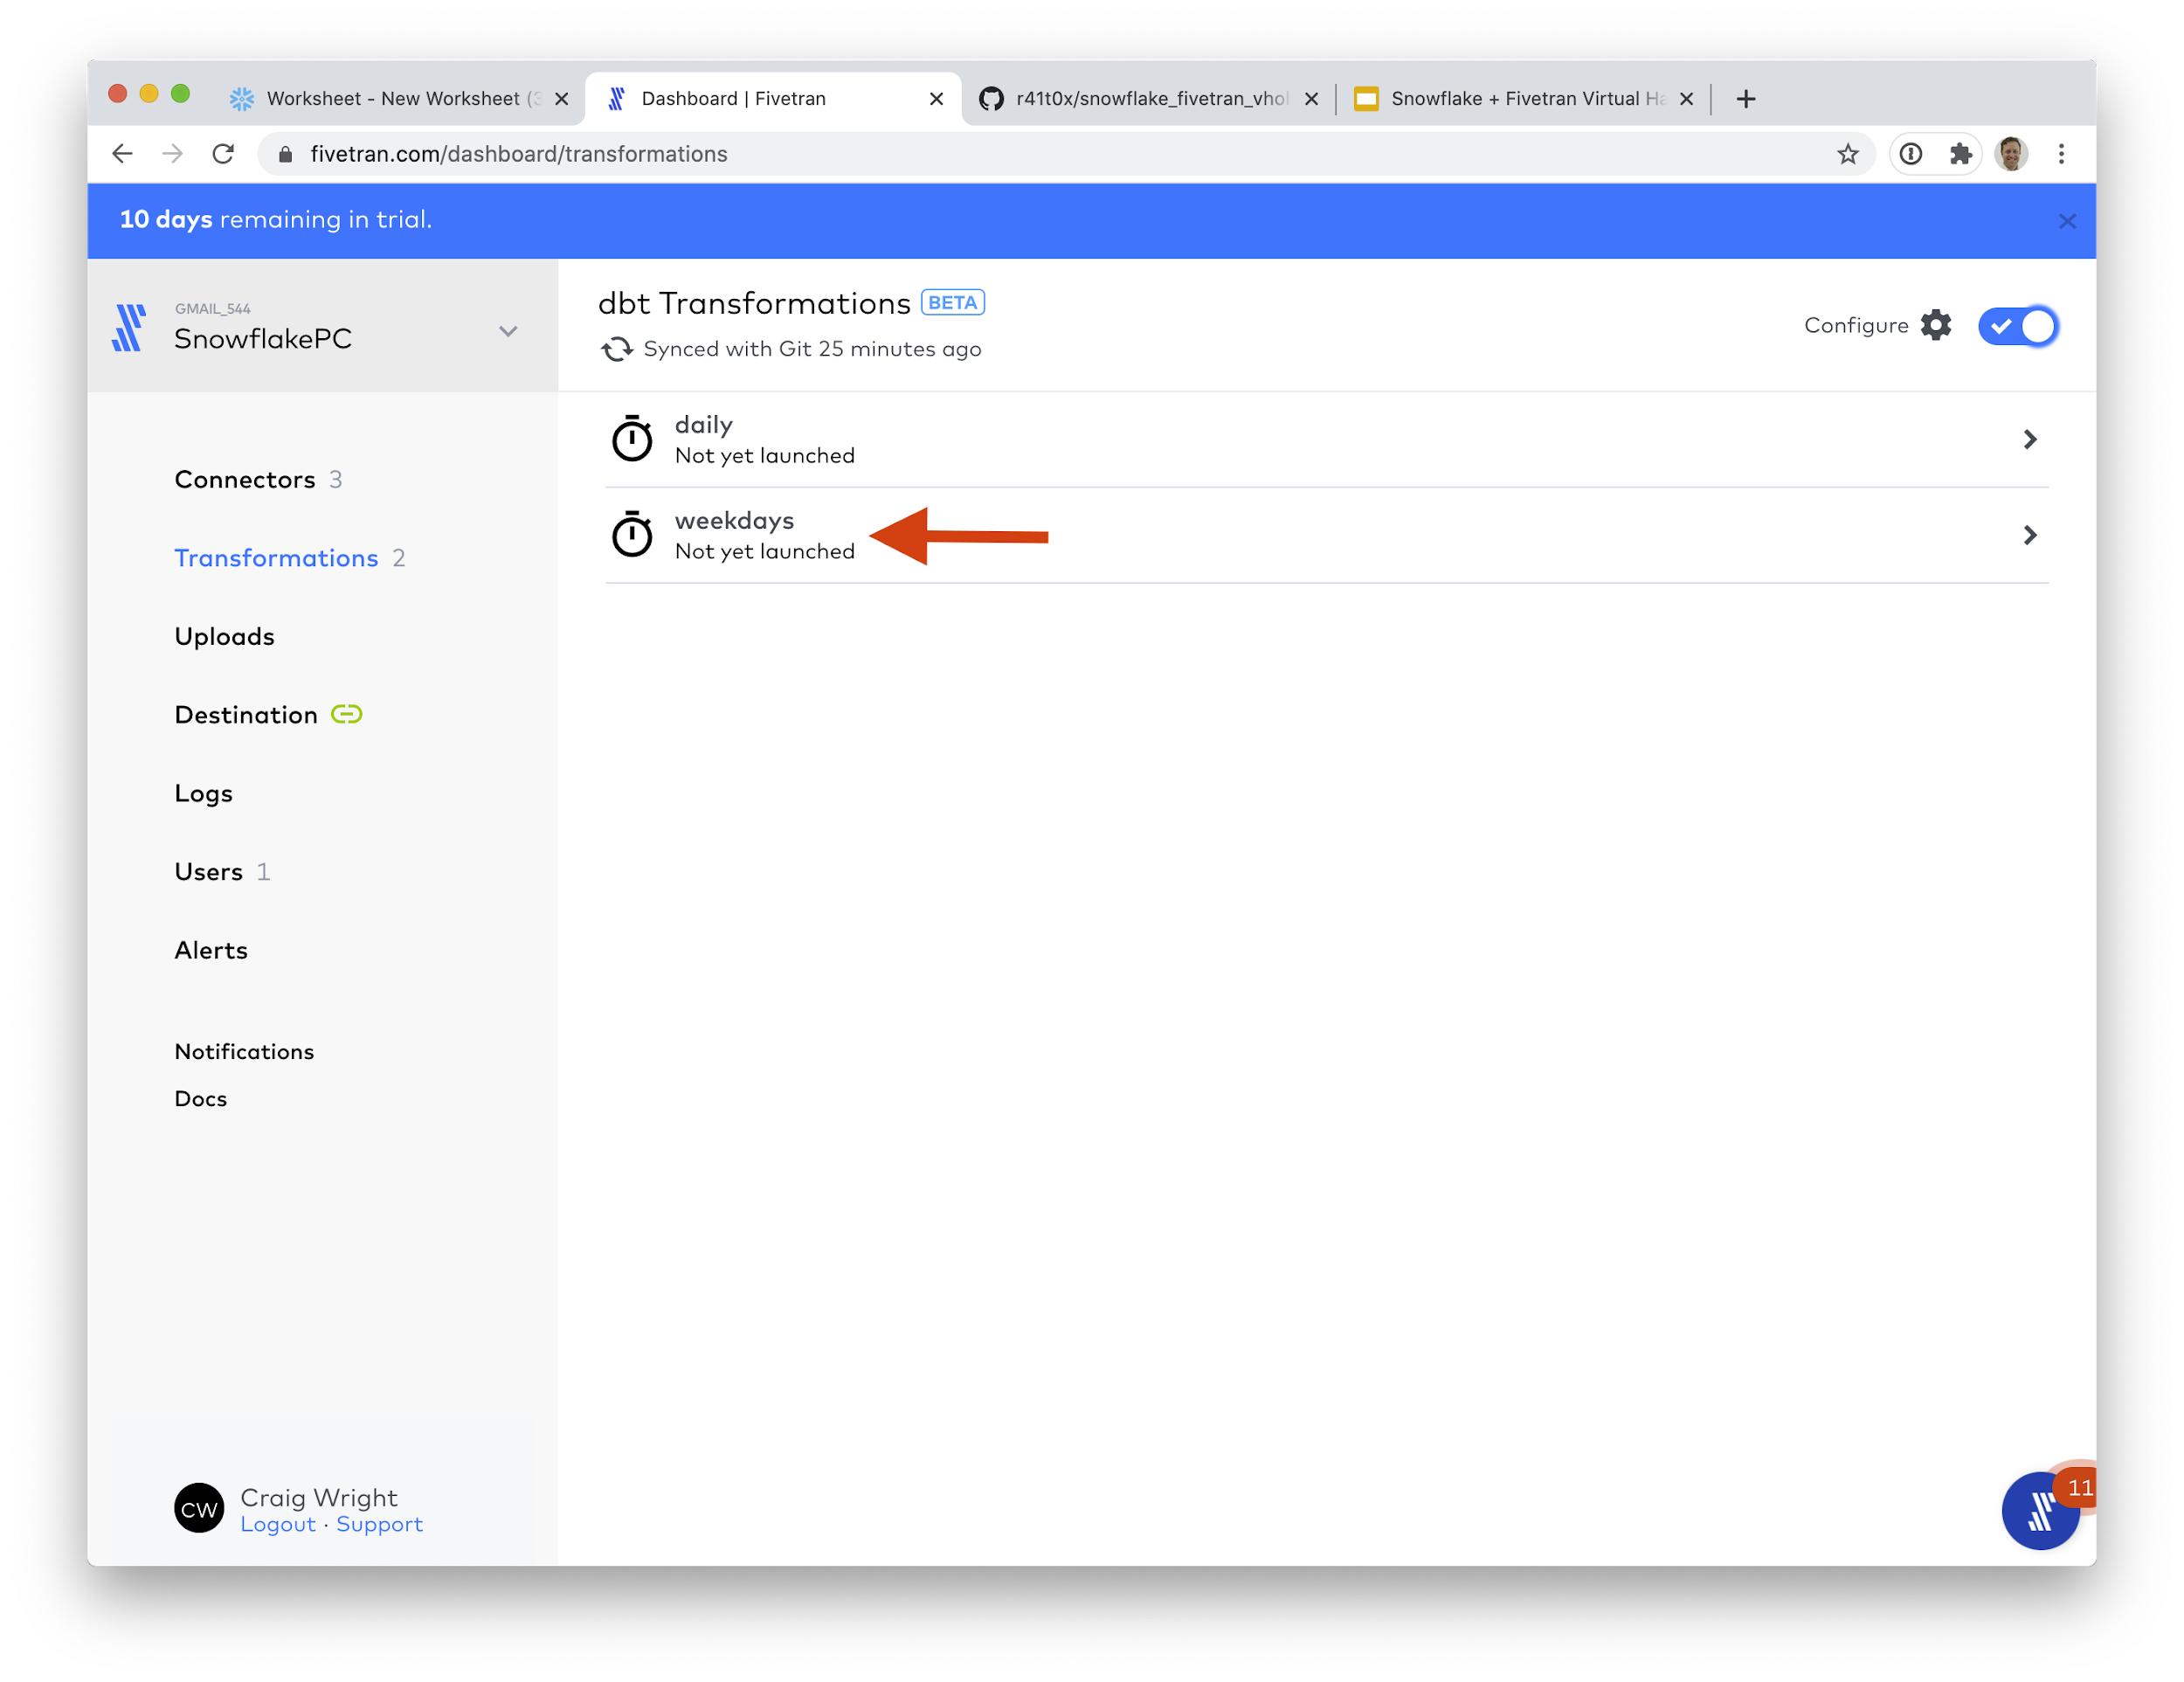 Worksheet - New Worksheet (3
Dashboard | Fivetran
r41t0x/snowflake_fivetran_vhol
Snowflake + Fivetran Virtual Ha
fivetran.com/dashboard/transformations
10 days remaining in trial.
GMAIL_544
SnowflakePC
dbt Transformations BETA
Synced with Git 25 minutes ago
Configure
Connectors 3
Transformations 2
Uploads
Destination
Logs
Users 1
Alerts
Notifications
Docs
daily
Not yet launched
weekdays
Not yet launched
CW
Craig Wright
Logout · Support
11